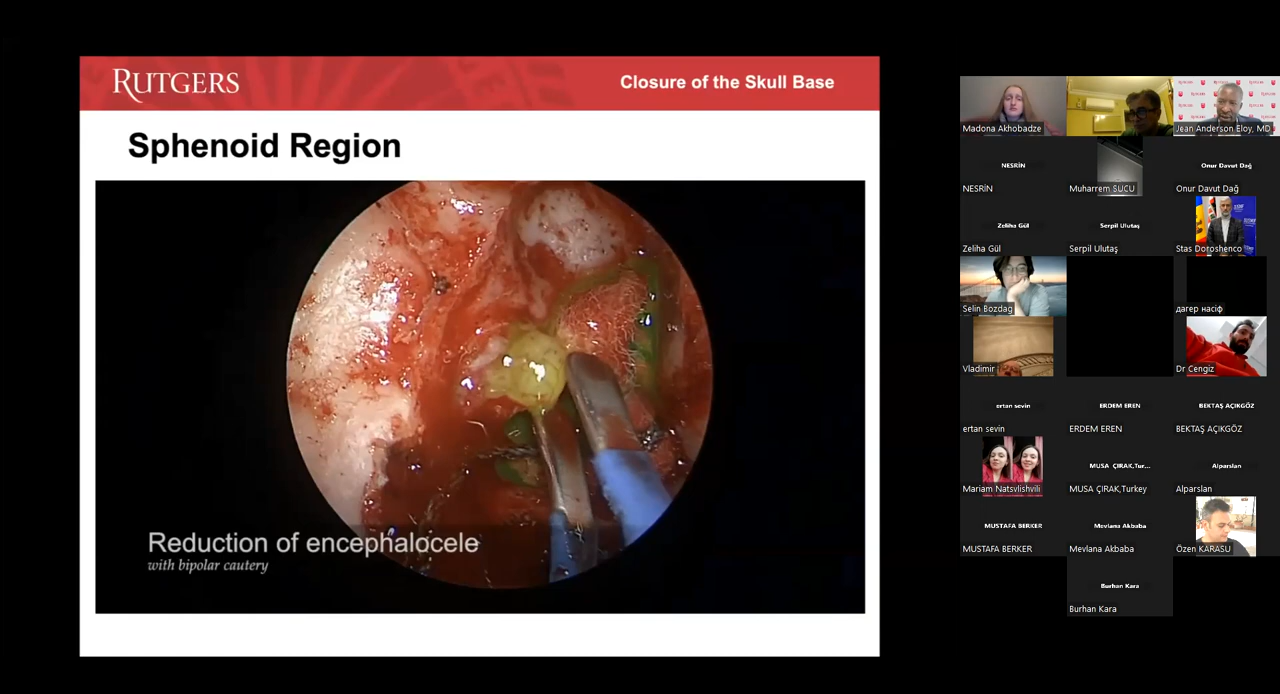 RUTGERS
Closure of the Skull Base
Sphenoid Region
Reduction of encephalocele
with bipolar cautery
Madona Akhobadze
Jean Anderson Eloy, MD
NESRİN
NESRİN
Muharrem SUCU
Onur Davut Dağ
Onur Davut Dağ
Zeliha Gül
Zeliha Gül
Serpil Ulutaş
Serpil Ulutaş
Stas Doroshenco
Selin Bozdag
дагер насіф
Vladimir
Dr Cengiz
ertan sevin
ertan sevin
ERDEM EREN
ERDEM EREN
BEKTAŞ AÇIKGÖZ
BEKTAŞ AÇIKGÖZ
Mariam Natsvlishvili
MUSA ÇIRAK,Tur...
MUSA ÇIRAK,Turkey
Alparslan
Alparslan
MUSTAFA BERKER
MUSTAFA BERKER
Mevlana Akbaba
Mevlana Akbaba
Özen KARASU
Burhan Kara
Burhan Kara